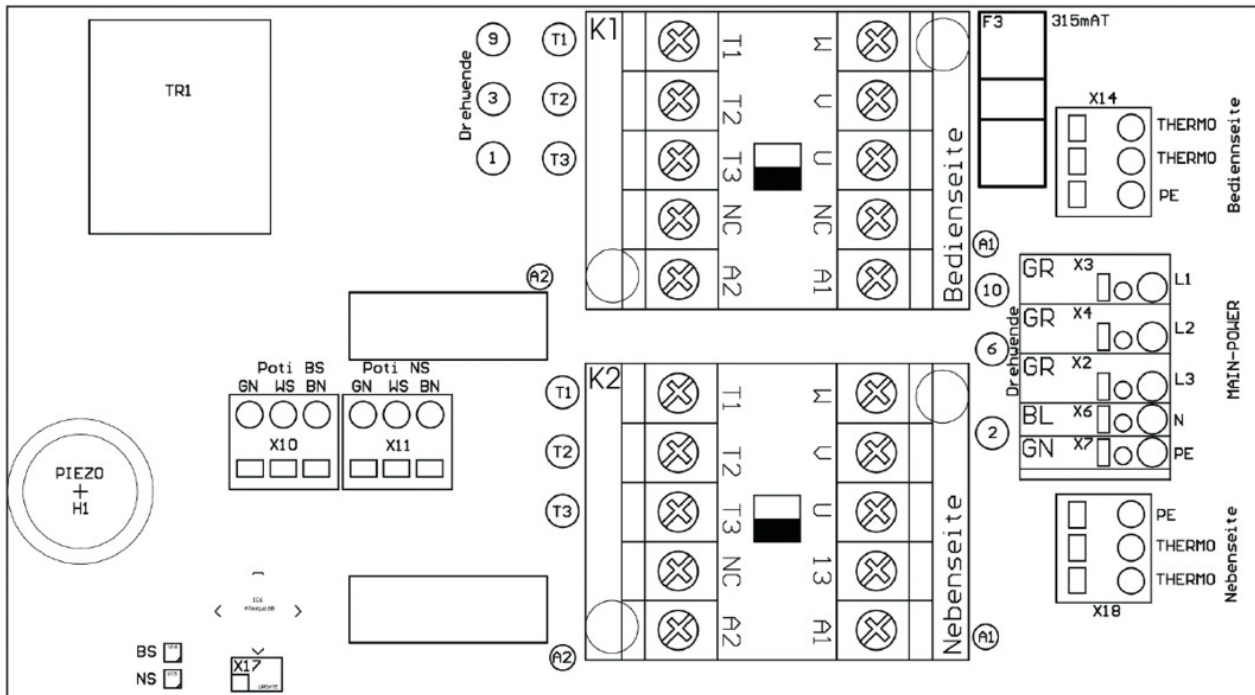 TR1
Drehwende
9 T1
3 T2
1 T3
K1
T1 W
T2 V
T3 U
NC NC
A2 A1
Bedienseite
F3 315mAT
X14
THERMO
THERMO
PE
Bediennseite
A1
A2
10
6
2
Drehwende
GR X3 L1
GR X4 L2
GR X2 L3
BL X6 N
GN X7 PE
MAIN-POWER
Poti BS Poti NS
GN WS BN GN WS BN
X10 X11
PIEZO
H1
T1
T2
T3
K2
T1 W
T2 V
T3 U
NC 13
A2 A1
Nebenseite
A1
A2
PE
THERMO
THERMO
X18
Nebenseite
BS
NS
X17
UPDATE